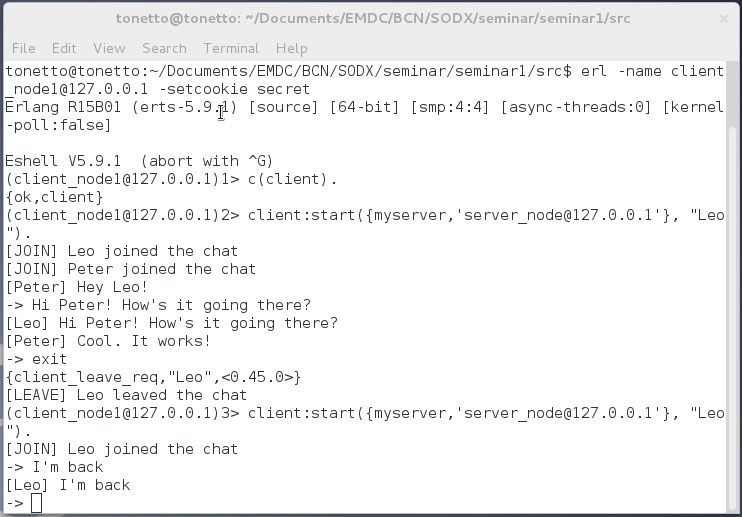 tonetto@tonetto: ~/Documents/EMDC/BCN/SODX/seminar/seminar1/src
File Edit View Search Terminal Help
tonetto@tonetto:~/Documents/EMDC/BCN/SODX/seminar/seminar1/src$ erl -name client
_node1@127.0.0.1 -setcookie secret
Erlang R15B01 (erts-5.9.1) [source] [64-bit] [smp:4:4] [async-threads:0] [kernel
-poll:false]
Eshell V5.9.1  (abort with ^G)
(client_node1@127.0.0.1)1> c(client).
{ok,client}
(client_node1@127.0.0.1)2> client:start({myserver,'server_node@127.0.0.1'}, "Leo
").
[JOIN] Leo joined the chat
[JOIN] Peter joined the chat
[Peter] Hey Leo!
-> Hi Peter! How's it going there?
[Leo] Hi Peter! How's it going there?
[Peter] Cool. It works!
-> exit
{client_leave_req,"Leo",<0.45.0>}
[LEAVE] Leo leaved the chat
(client_node1@127.0.0.1)3> client:start({myserver,'server_node@127.0.0.1'}, "Leo
").
[JOIN] Leo joined the chat
-> I'm back
[Leo] I'm back
->